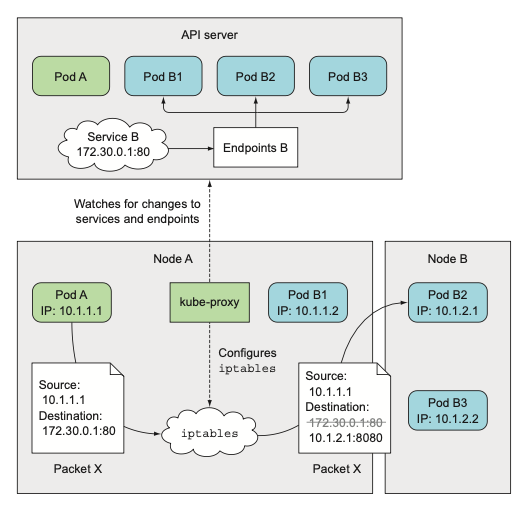 API server
Pod A
Pod B1
Pod B2
Pod B3
Service B
172.30.0.1:80
Endpoints B
Watches for changes to
services and endpoints
Node A
Node B
Pod A
IP: 10.1.1.1
kube-proxy
Pod B1
IP: 10.1.1.2
Pod B2
IP: 10.1.2.1
Configures
iptables
Source:
10.1.1.1
Destination:
172.30.0.1:80
Packet X
iptables
Source:
10.1.1.1
Destination:
172.30.0.1:80
10.1.2.1:8080
Packet X
Pod B3
IP: 10.1.2.2